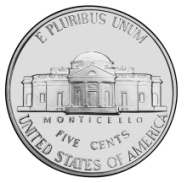 E PLURIBUS UNUM
MONTICELLO
FIVE CENTS
UNITED STATES OF AMERICA